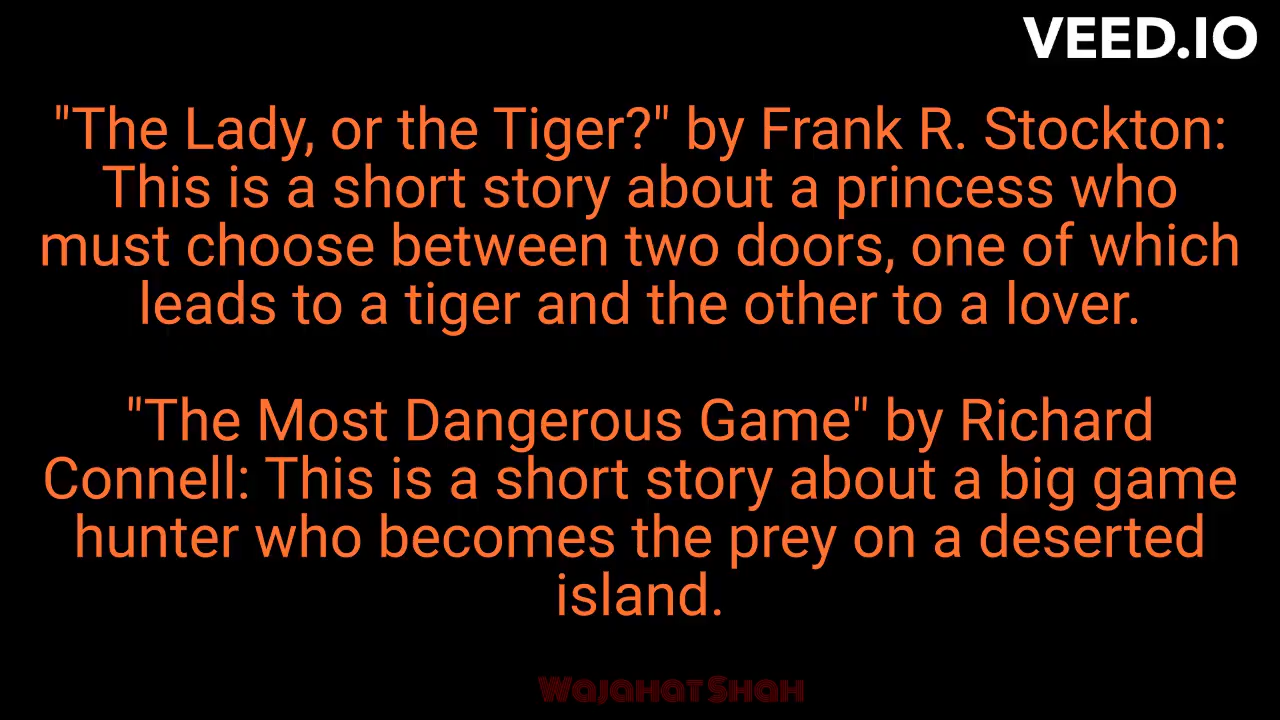 VEED.IO
"The Lady, or the Tiger?" by Frank R. Stockton:
This is a short story about a princess who
must choose between two doors, one of which
leads to a tiger and the other to a lover.
"The Most Dangerous Game" by Richard
Connell: This is a short story about a big game
hunter who becomes the prey on a deserted
island.
Wajahat Shah